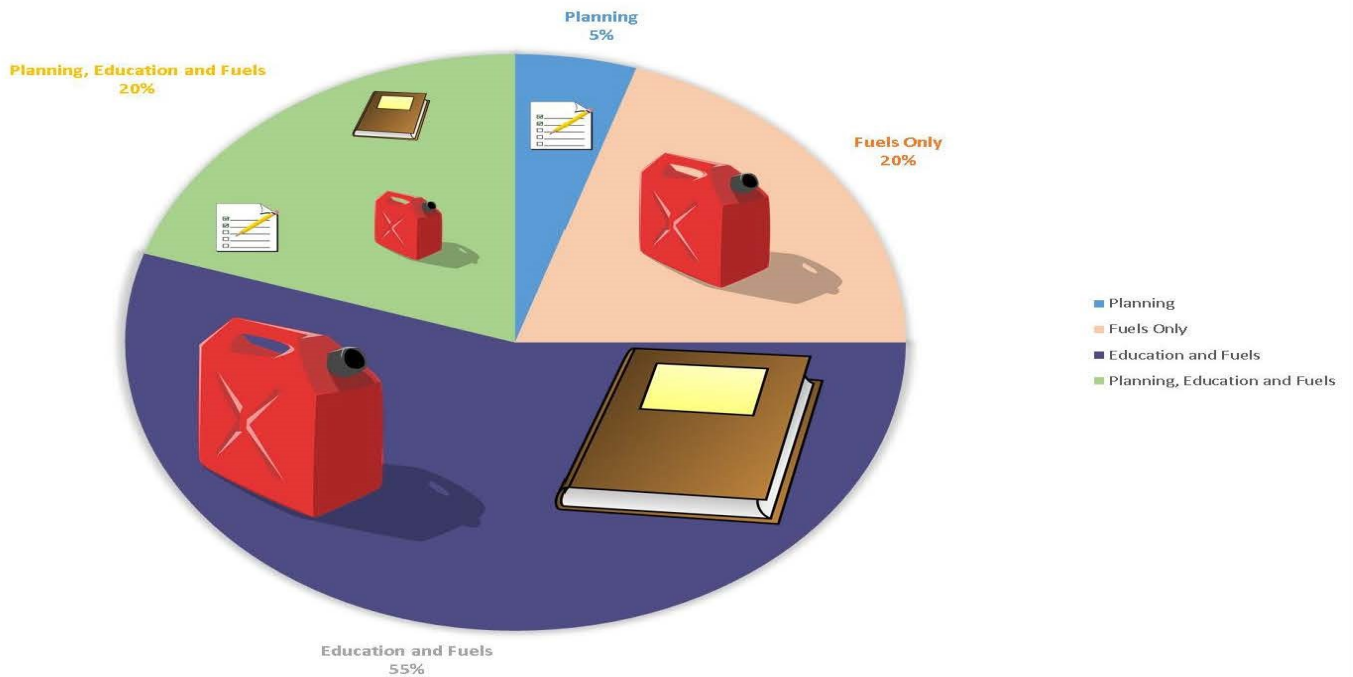 Planning
5%
Planning, Education and Fuels
20%
Fuels Only
20%
Planning
Fuels Only
Education and Fuels
Planning, Education and Fuels
Education and Fuels
55%